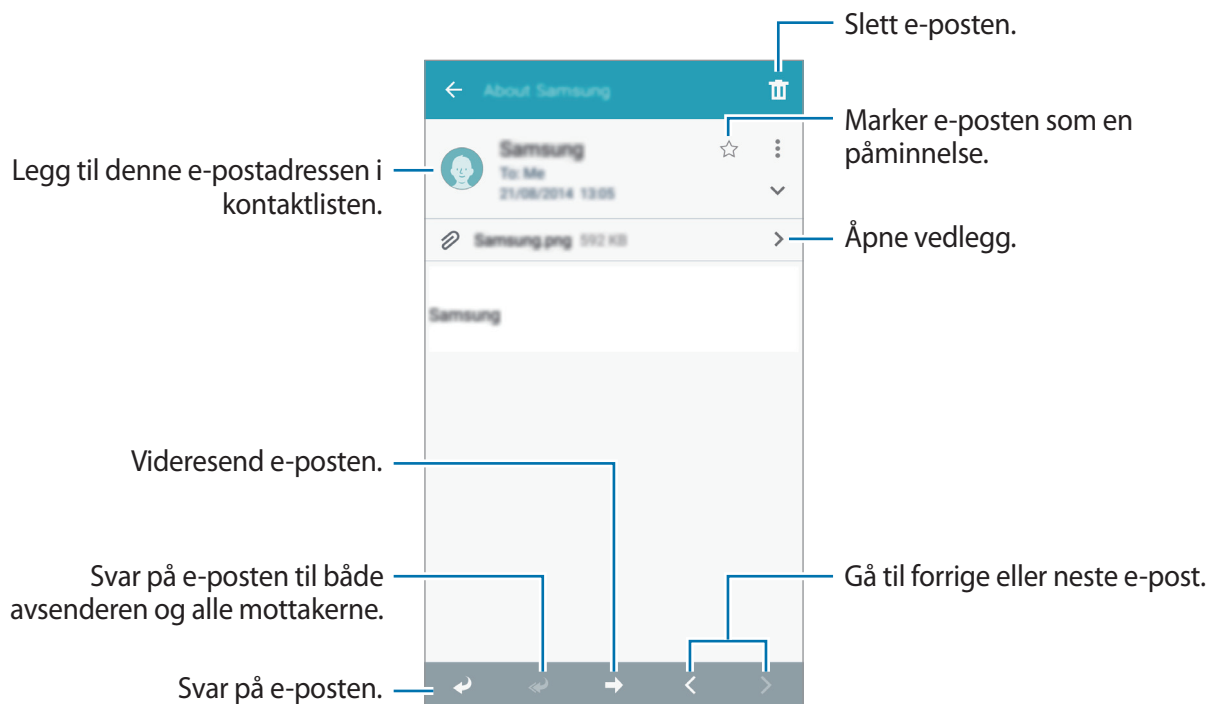 Slett e-posten.
About Samsung
Marker e-posten som en
påminnelse.
Legg til denne e-postadressen i
kontaktlisten.
Samsung
To: Me
21/08/2014 13:05
Samsung.png 592 KB
Åpne vedlegg.
Samsung
Videresend e-posten.
Svar på e-posten til både
avsenderen og alle mottakerne.
Gå til forrige eller neste e-post.
Svar på e-posten.